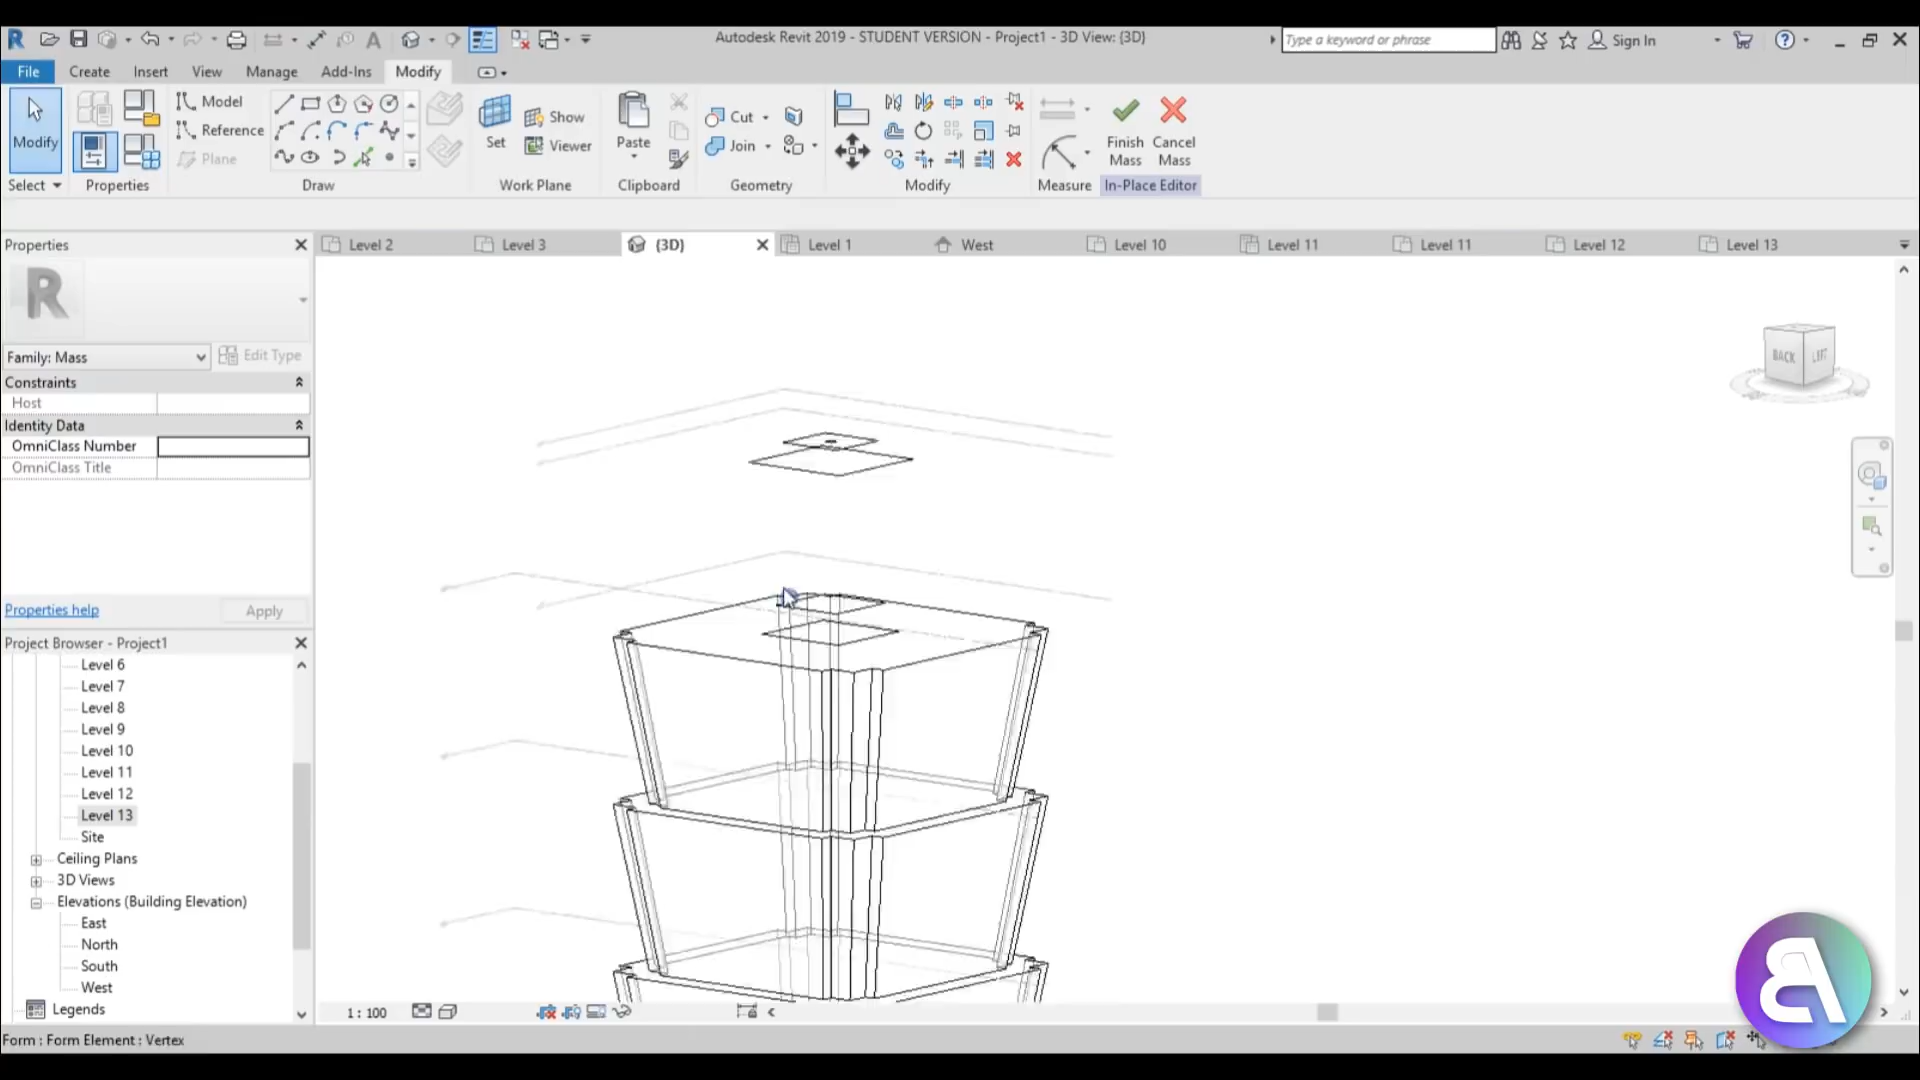 Autodesk Revit 2019 - STUDENT VERSION - Project1 - 3D View: {3D}
Type a keyword or phrase
Sign In
File
Create
Insert
View
Manage
Add-Ins
Modify
Modify
Model
Reference
Plane
Set
Show
Viewer
Paste
Cut
Join
Finish Mass
Cancel Mass
Select
Properties
Draw
Work Plane
Clipboard
Geometry
Modify
Measure
In-Place Editor
Properties
Level 2
Level 3
{3D}
Level 1
West
Level 10
Level 11
Level 11
Level 12
Level 13
R
Family: Mass
Edit Type
Constraints
Host
Identity Data
OmniClass Number
OmniClass Title
Properties help
Apply
Project Browser - Project1
Level 6
Level 7
Level 8
Level 9
Level 10
Level 11
Level 12
Level 13
Site
Ceiling Plans
3D Views
Elevations (Building Elevation)
East
North
South
West
Legends
BACK
LEFT
1 : 100
Form : Form Element : Vertex